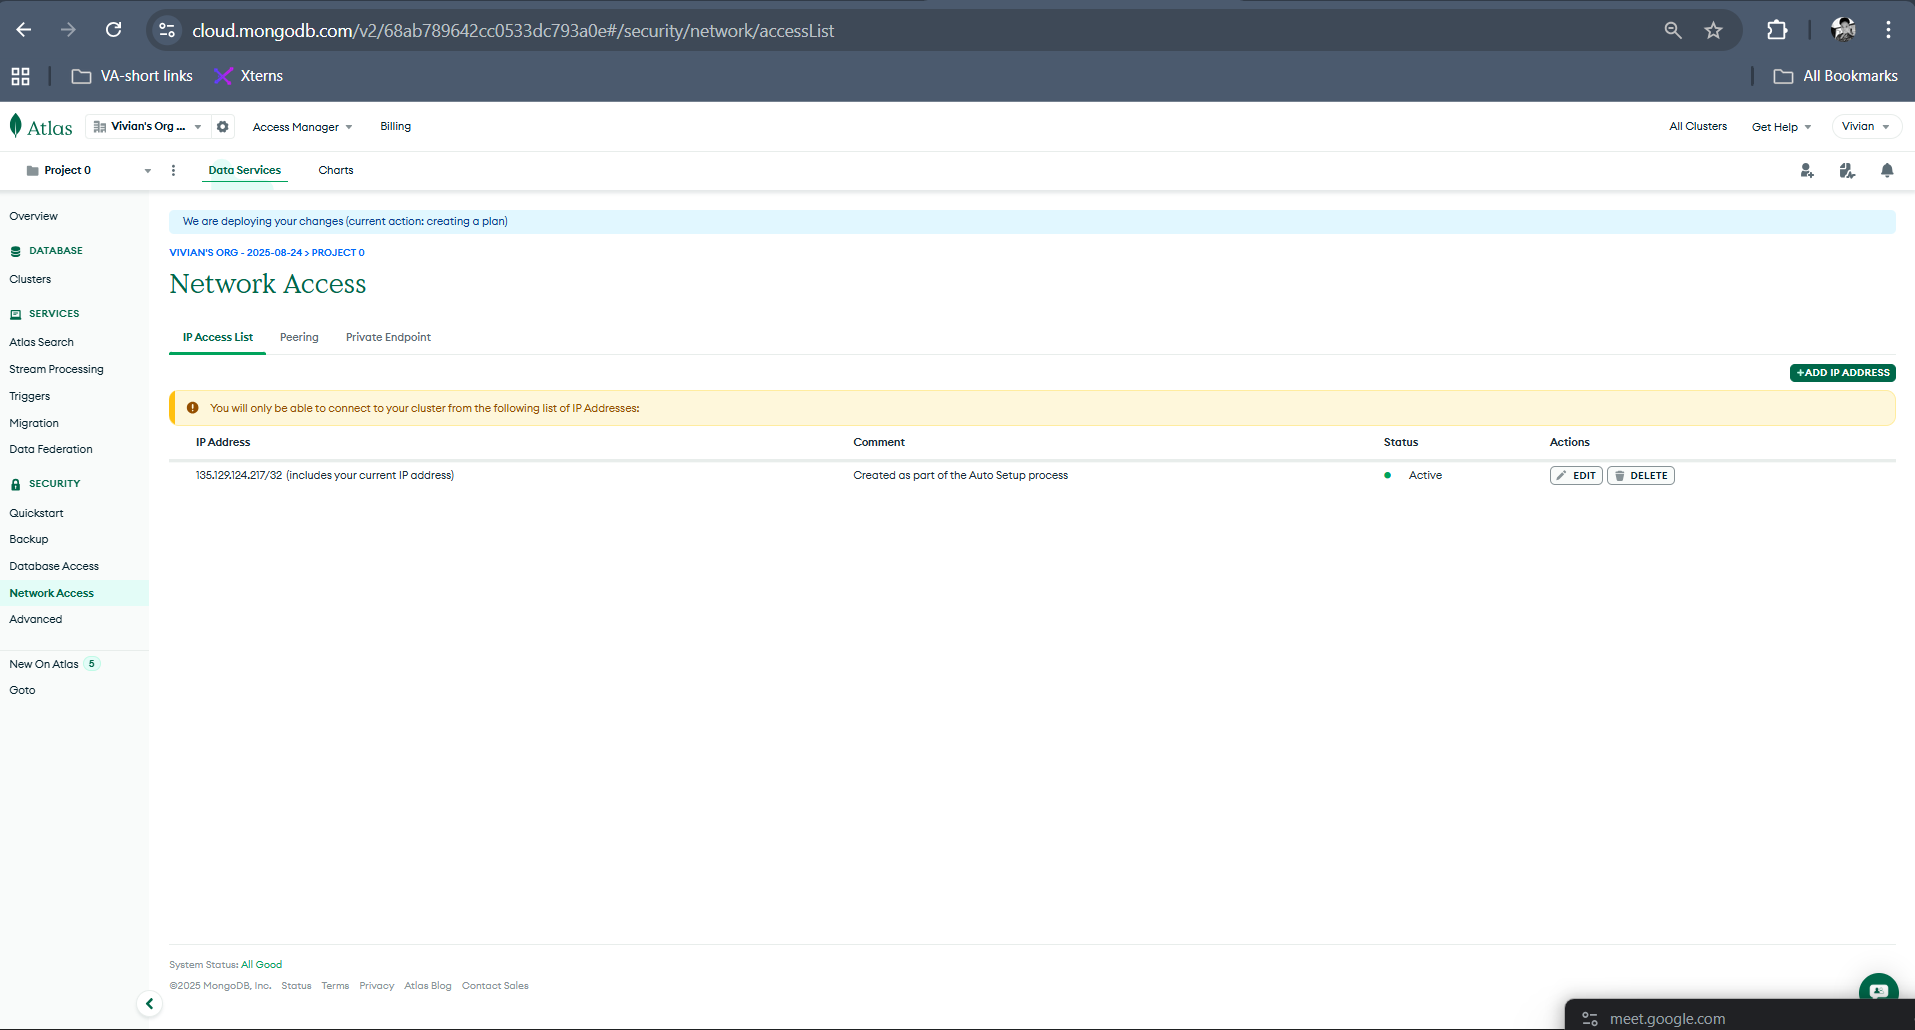 cloud.mongodb.com/v2/68ab789642cc0533dc793a0e#/security/network/accessList
VA-short links
Xterns
All Bookmarks
Atlas
Vivian's Org ...
Access Manager
Billing
All Clusters
Get Help
Vivian
Project 0
Data Services
Charts
Overview
DATABASE
Clusters
SERVICES
Atlas Search
Stream Processing
Triggers
Migration
Data Federation
SECURITY
Quickstart
Backup
Database Access
Network Access
Advanced
New On Atlas 5
Goto
We are deploying your changes (current action: creating a plan)
VIVIAN'S ORG - 2025-08-24 > PROJECT 0
Network Access
IP Access List
Peering
Private Endpoint
+ADD IP ADDRESS
You will only be able to connect to your cluster from the following list of IP Addresses:
IP Address
Comment
Status
Actions
135.129.124.217/32 (includes your current IP address)
Created as part of the Auto Setup process
Active
EDIT
DELETE
System Status: All Good
©2025 MongoDB, Inc.
Status
Terms
Privacy
Atlas Blog
Contact Sales
meet.google.com